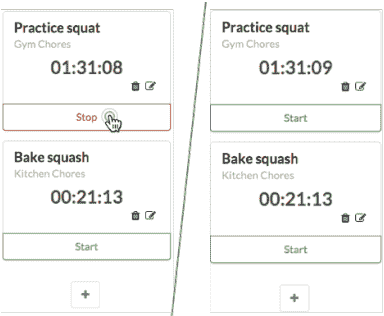 Practice squat
Gym Chores
01:31:08
Stop
Bake squash
Kitchen Chores
00:21:13
Start
+
Practice squat
Gym Chores
01:31:09
Start
Bake squash
Kitchen Chores
00:21:13
Start
+